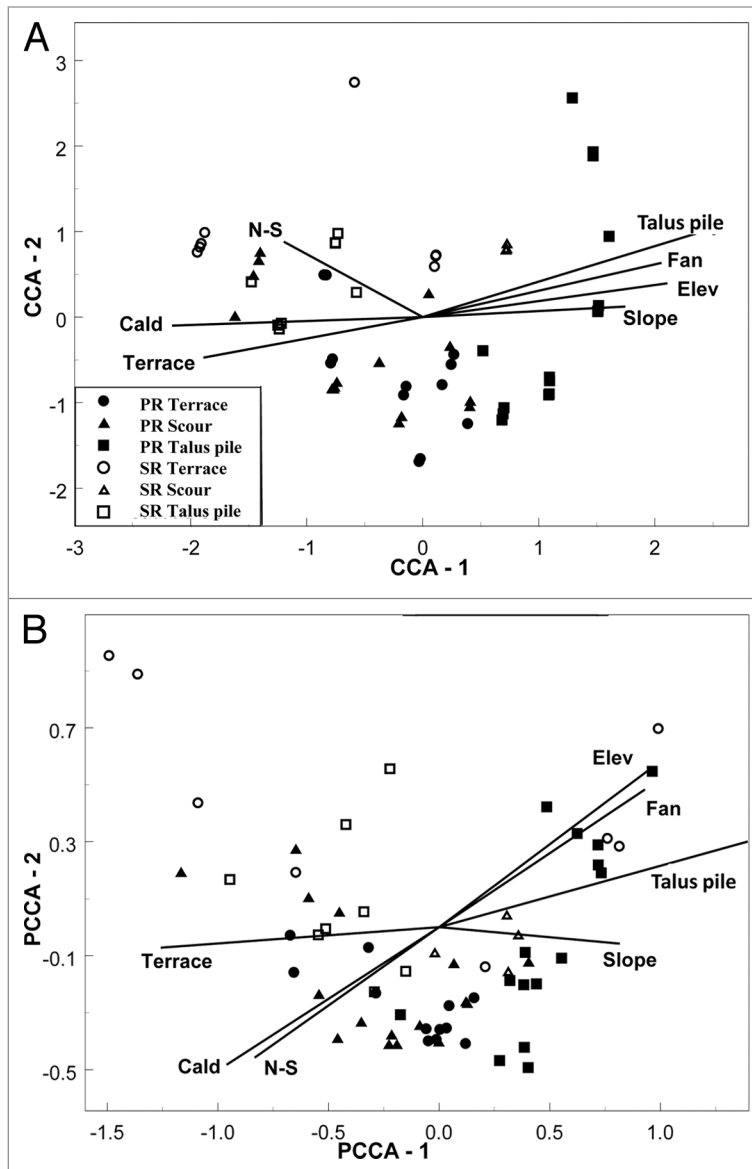 A
3
2
1
0
-1
-2
CCA - 2
N-S
Talus pile
Fan
Elev
Slope
Cald
Terrace
PR Terrace
PR Scour
PR Talus pile
SR Terrace
SR Scour
SR Talus pile
-3
-2
-1
0
1
2
CCA - 1
B
0.7
0.3
-0.1
-0.5
PCCA - 2
Elev
Fan
Talus pile
Slope
Terrace
Cald
N-S
-1.5
-1.0
-0.5
0.0
0.5
1.0
PCCA - 1